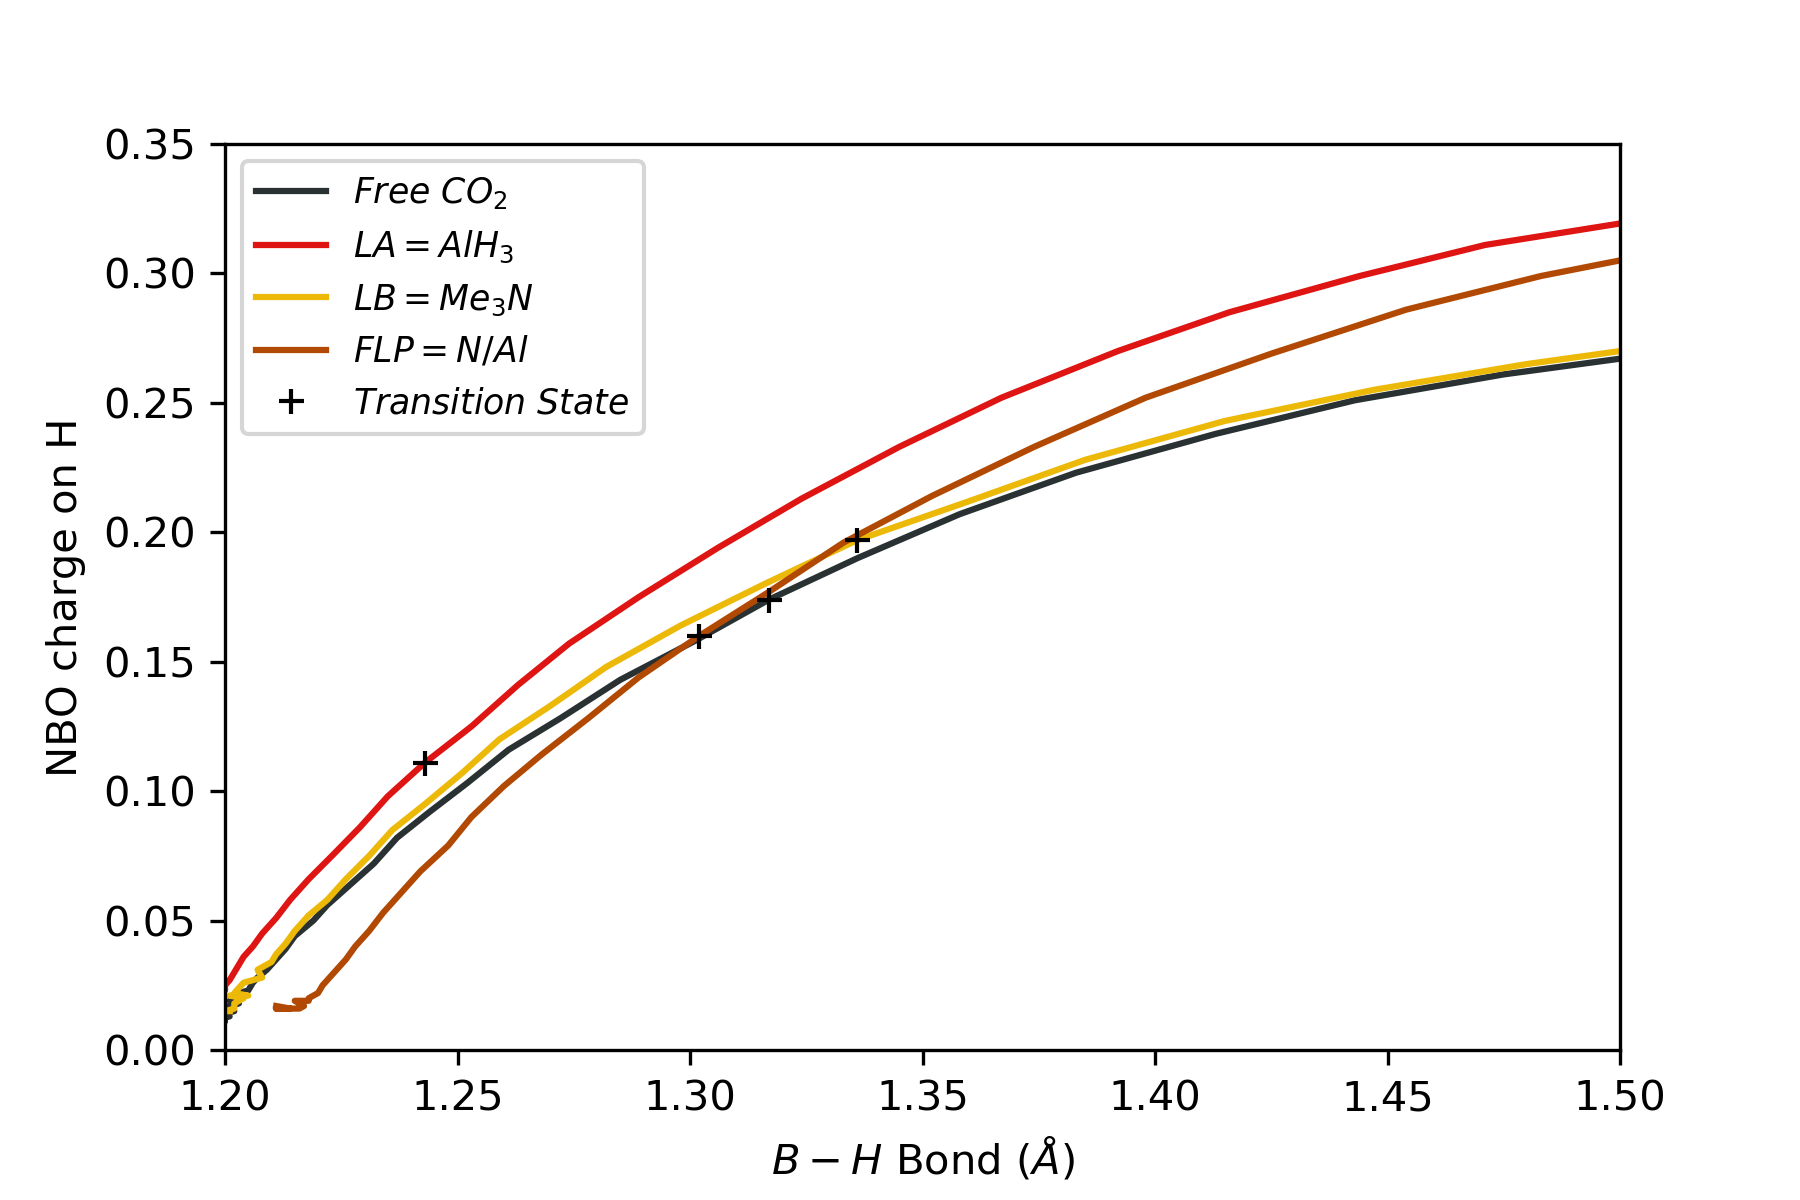 0.35
0.30
0.25
0.20
0.15
0.10
0.05
0.00
NBO charge on H
Free CO₂
LA = AlH₃
LB = Me₃N
FLP = N/Al
Transition State
1.20 1.25 1.30 1.35 1.40 1.45 1.50
B − H Bond (Å)